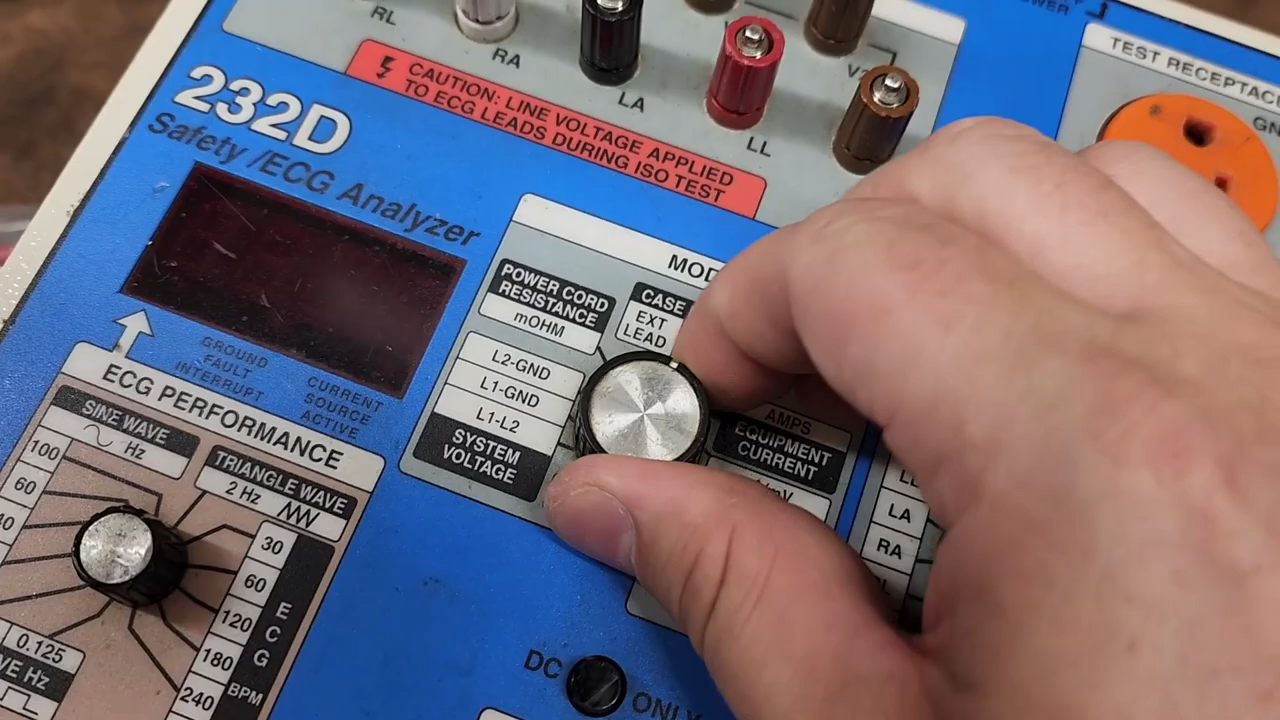 RL
RA
LA
LL
232D
Safety /ECG Analyzer
CAUTION: LINE VOLTAGE APPLIED
TO ECG LEADS DURING ISO TEST
TEST
GROUND
FAULT
INTERRUPT
CURRENT
SOURCE
ACTIVE
POWER CORD
RESISTANCE
mOHM
CASE
EXT
LEAD
L2-GND
L1-GND
L1-L2
SYSTEM
VOLTAGE
AMPS
EQUIPMENT
CURRENT
LA
RA
ECG PERFORMANCE
SINE WAVE
Hz
100
60
TRIANGLE WAVE
2 Hz
30
60
120
180
240
ECG
BPM
0.125
Hz
DC
ONLY